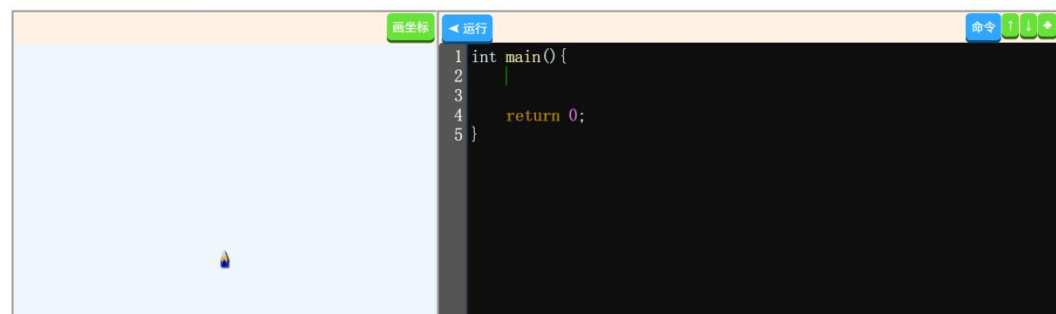 画坐标 ◄ 运行 命令 ↑ ↓ ♠
1 int main(){
2
3
4     return 0;
5 }